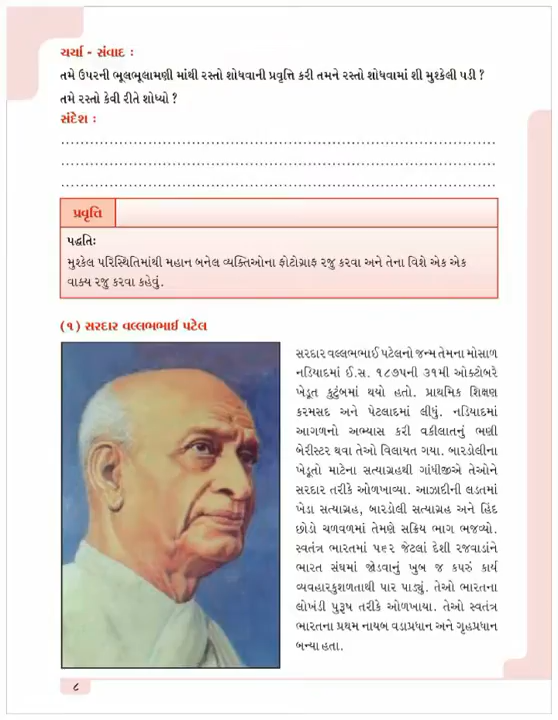 ચર્ચા - સંવાદ :
તમે ઉપરની ભૂલભૂલામણી માંથી રસ્તો શોધવાની પ્રવૃત્તિ કરી તમને રસ્તો શોધવામાં શી મુશ્કેલી પડી ?
તમે રસ્તો કેવી રીતે શોધ્યો ?
સંદેશ :
પ્રવૃત્તિ
પદ્ધતિઃ
મુશ્કેલ પરિસ્થિતિમાંથી મહાન બનેલ વ્યક્તિઓના ફોટોગ્રાફ રજુ કરવા અને તેના વિશે એક એક
વાક્ય રજુ કરવા કહેવું.
(૧) સરદાર વલ્લભભાઈ પટેલ
સરદાર વલ્લભભાઈ પટેલનો જન્મ તેમના મોસાળ
નડિયાદમાં ઈ.સ. ૧૮૭૫ની ૩૧મી ઓક્ટોબરે
ખેડૂત કુટુંબમાં થયો હતો. પ્રાથમિક શિક્ષણ
કરમસદ અને પેટલાદમાં લીધું. નડિયાદમાં
આગળનો અભ્યાસ કરી વકીલાતનું ભણી
બેરીસ્ટર થવા તેઓ વિલાયત ગયા. બારડોલીના
ખેડૂતો માટેના સત્યાગ્રહથી ગાંધીજીએ તેઓને
સરદાર તરીકે ઓળખાવ્યા. આઝાદીની લડતમાં
ખેડા સત્યાગ્રહ, બારડોલી સત્યાગ્રહ અને હિંદ
છોડો ચળવળમાં તેમણે સક્રિય ભાગ ભજવ્યો.
સ્વતંત્ર ભારતમાં ૫૬૨ જેટલાં દેશી રજવાડાંને
ભારત સંઘમાં જોડવાનું ખુબ જ કપરું કાર્ય
વ્યવહારકુશળતાથી પાર પાડ્યું. તેઓ ભારતના
લોખંડી પુરૂષ તરીકે ઓળખાયા. તેઓ સ્વતંત્ર
ભારતના પ્રથમ નાયબ વડાપ્રધાન અને ગૃહપ્રધાન
બન્યા હતા.
૮